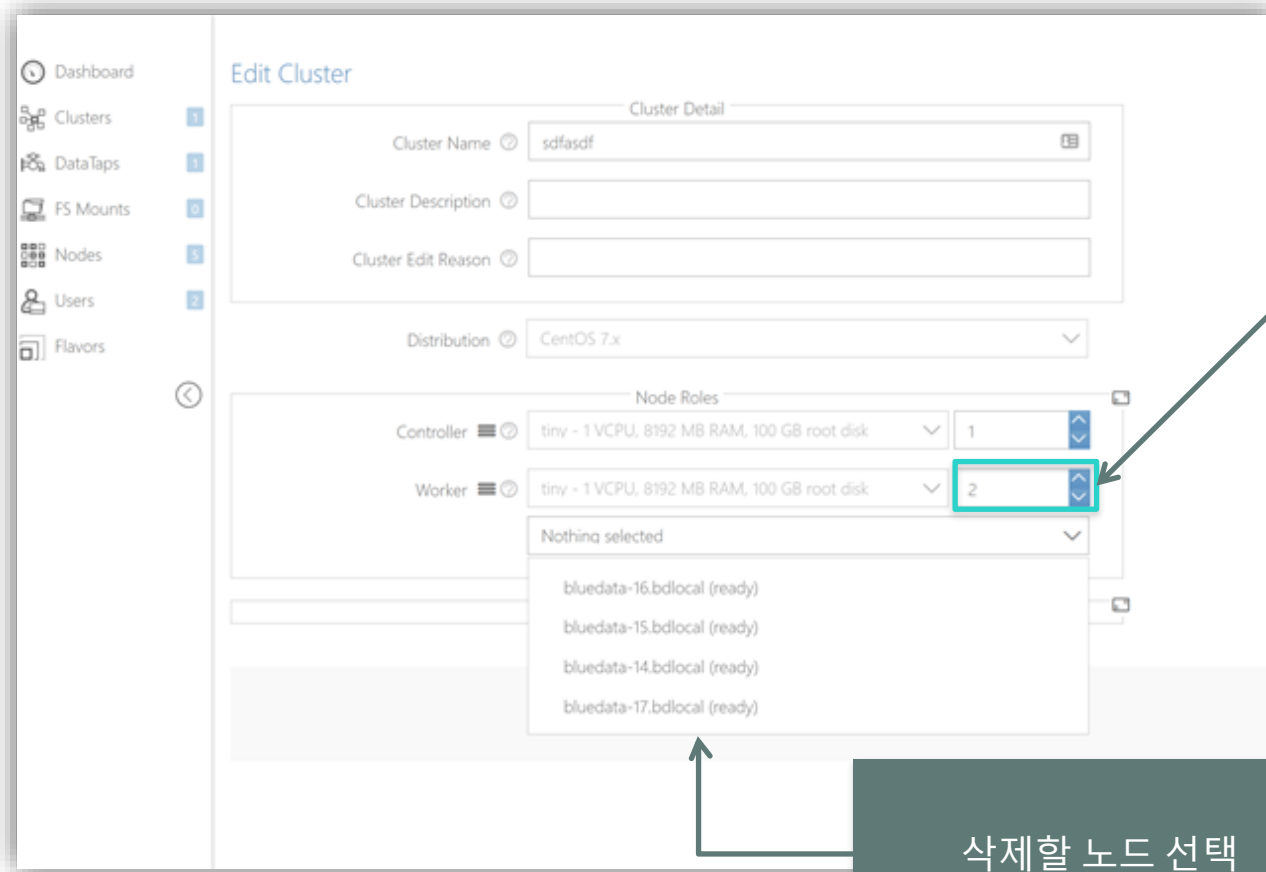 Dashboard
Clusters 1
DataTaps 1
FS Mounts 0
Nodes 5
Users 2
Flavors
Edit Cluster
Cluster Detail
Cluster Name sdfasdf
Cluster Description
Cluster Edit Reason
Distribution CentOS 7.x
Node Roles
Controller tiny - 1 VCPU, 8192 MB RAM, 100 GB root disk 1
Worker tiny - 1 VCPU, 8192 MB RAM, 100 GB root disk 2
Nothing selected
bluedata-16.bdlocal (ready)
bluedata-15.bdlocal (ready)
bluedata-14.bdlocal (ready)
bluedata-17.bdlocal (ready)
삭제할 노드 선택